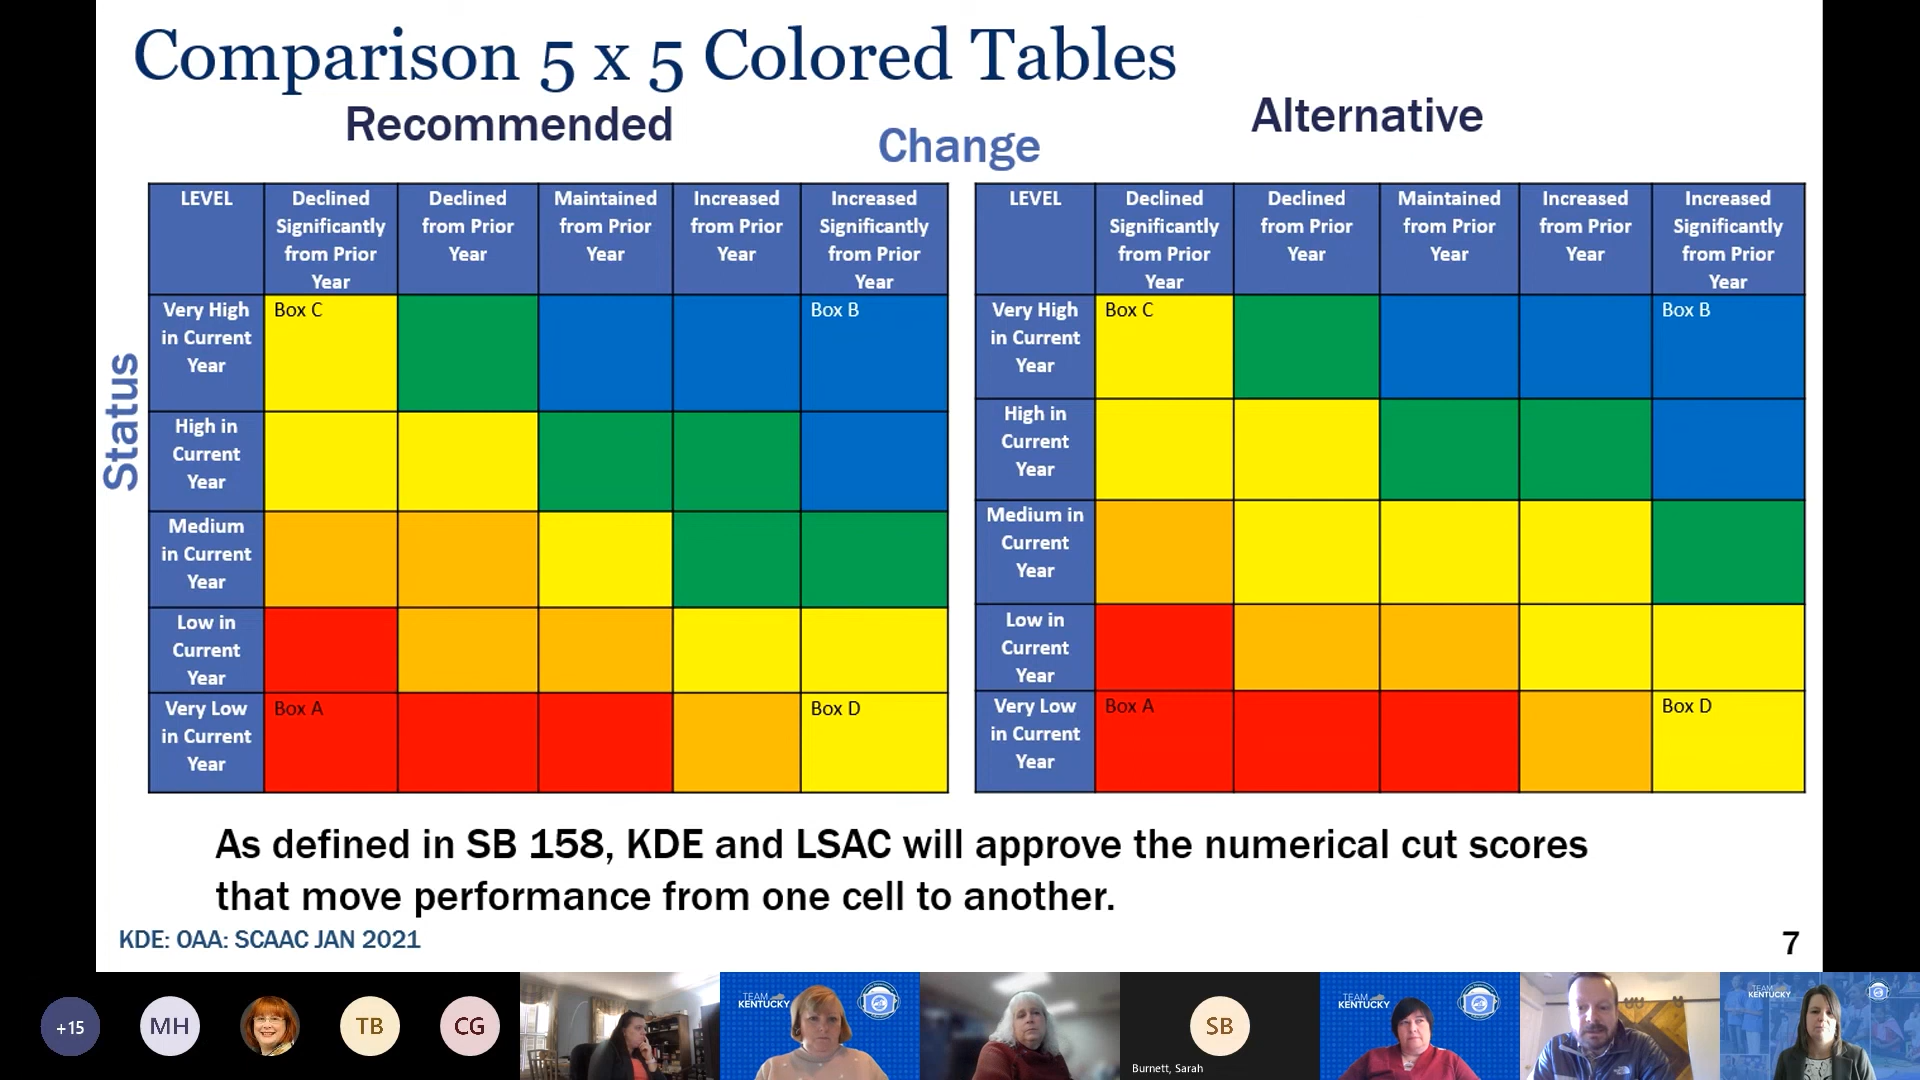 Comparison 5 x 5 Colored Tables
Recommended
Change
Alternative
Status
LEVEL
Declined
Significantly
from Prior
Year
Declined
from Prior
Year
Maintained
from Prior
Year
Increased
from Prior
Year
Increased
Significantly
from Prior
Year
Very High
in Current
Year
Box C
Box B
High in
Current
Year
Medium
in Current
Year
Low in
Current
Year
Very Low
in Current
Year
Box A
Box D
LEVEL
Declined
Significantly
from Prior
Year
Declined
from Prior
Year
Maintained
from Prior
Year
Increased
from Prior
Year
Increased
Significantly
from Prior
Year
Very High
in Current
Year
Box C
Box B
High in
Current
Year
Medium in
Current
Year
Low in
Current
Year
Very Low
in Current
Year
Box A
Box D
As defined in SB 158, KDE and LSAC will approve the numerical cut scores
that move performance from one cell to another.
KDE: OAA: SCAAC JAN 2021
7
+15
MH
TB
CG
TEAM
KENTUCKY
SB
Burnett, Sarah
TEAM
KENTUCKY
TEAM
KENTUCKY